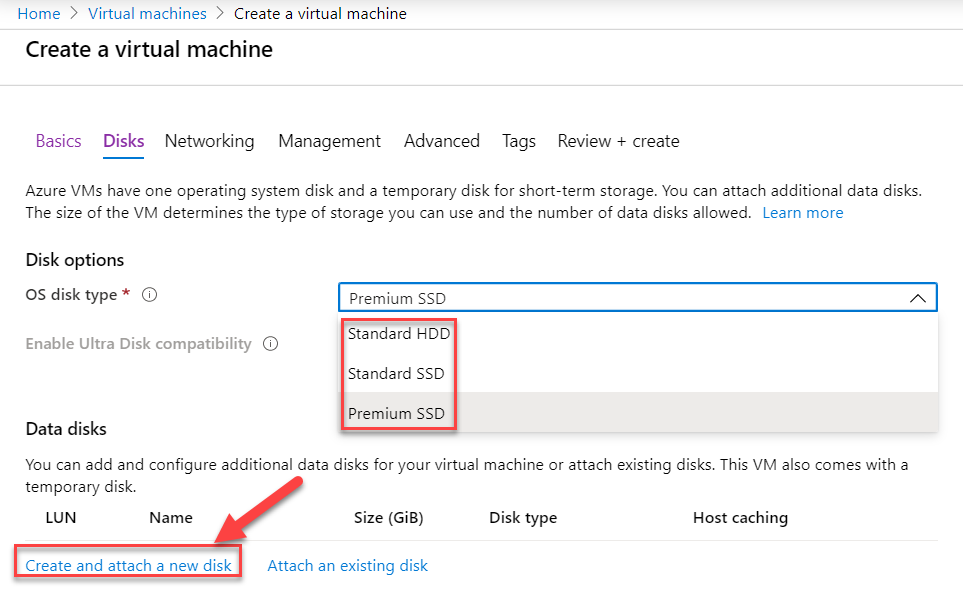 Home > Virtual machines > Create a virtual machine
Create a virtual machine
Basics Disks Networking Management Advanced Tags Review + create
Azure VMs have one operating system disk and a temporary disk for short-term storage. You can attach additional data disks.
The size of the VM determines the type of storage you can use and the number of data disks allowed. Learn more
Disk options
OS disk type * Premium SSD
Standard HDD
Enable Ultra Disk compatibility
Standard SSD
Premium SSD
Data disks
You can add and configure additional data disks for your virtual machine or attach existing disks. This VM also comes with a
temporary disk.
LUN Name Size (GiB) Disk type Host caching
Create and attach a new disk Attach an existing disk